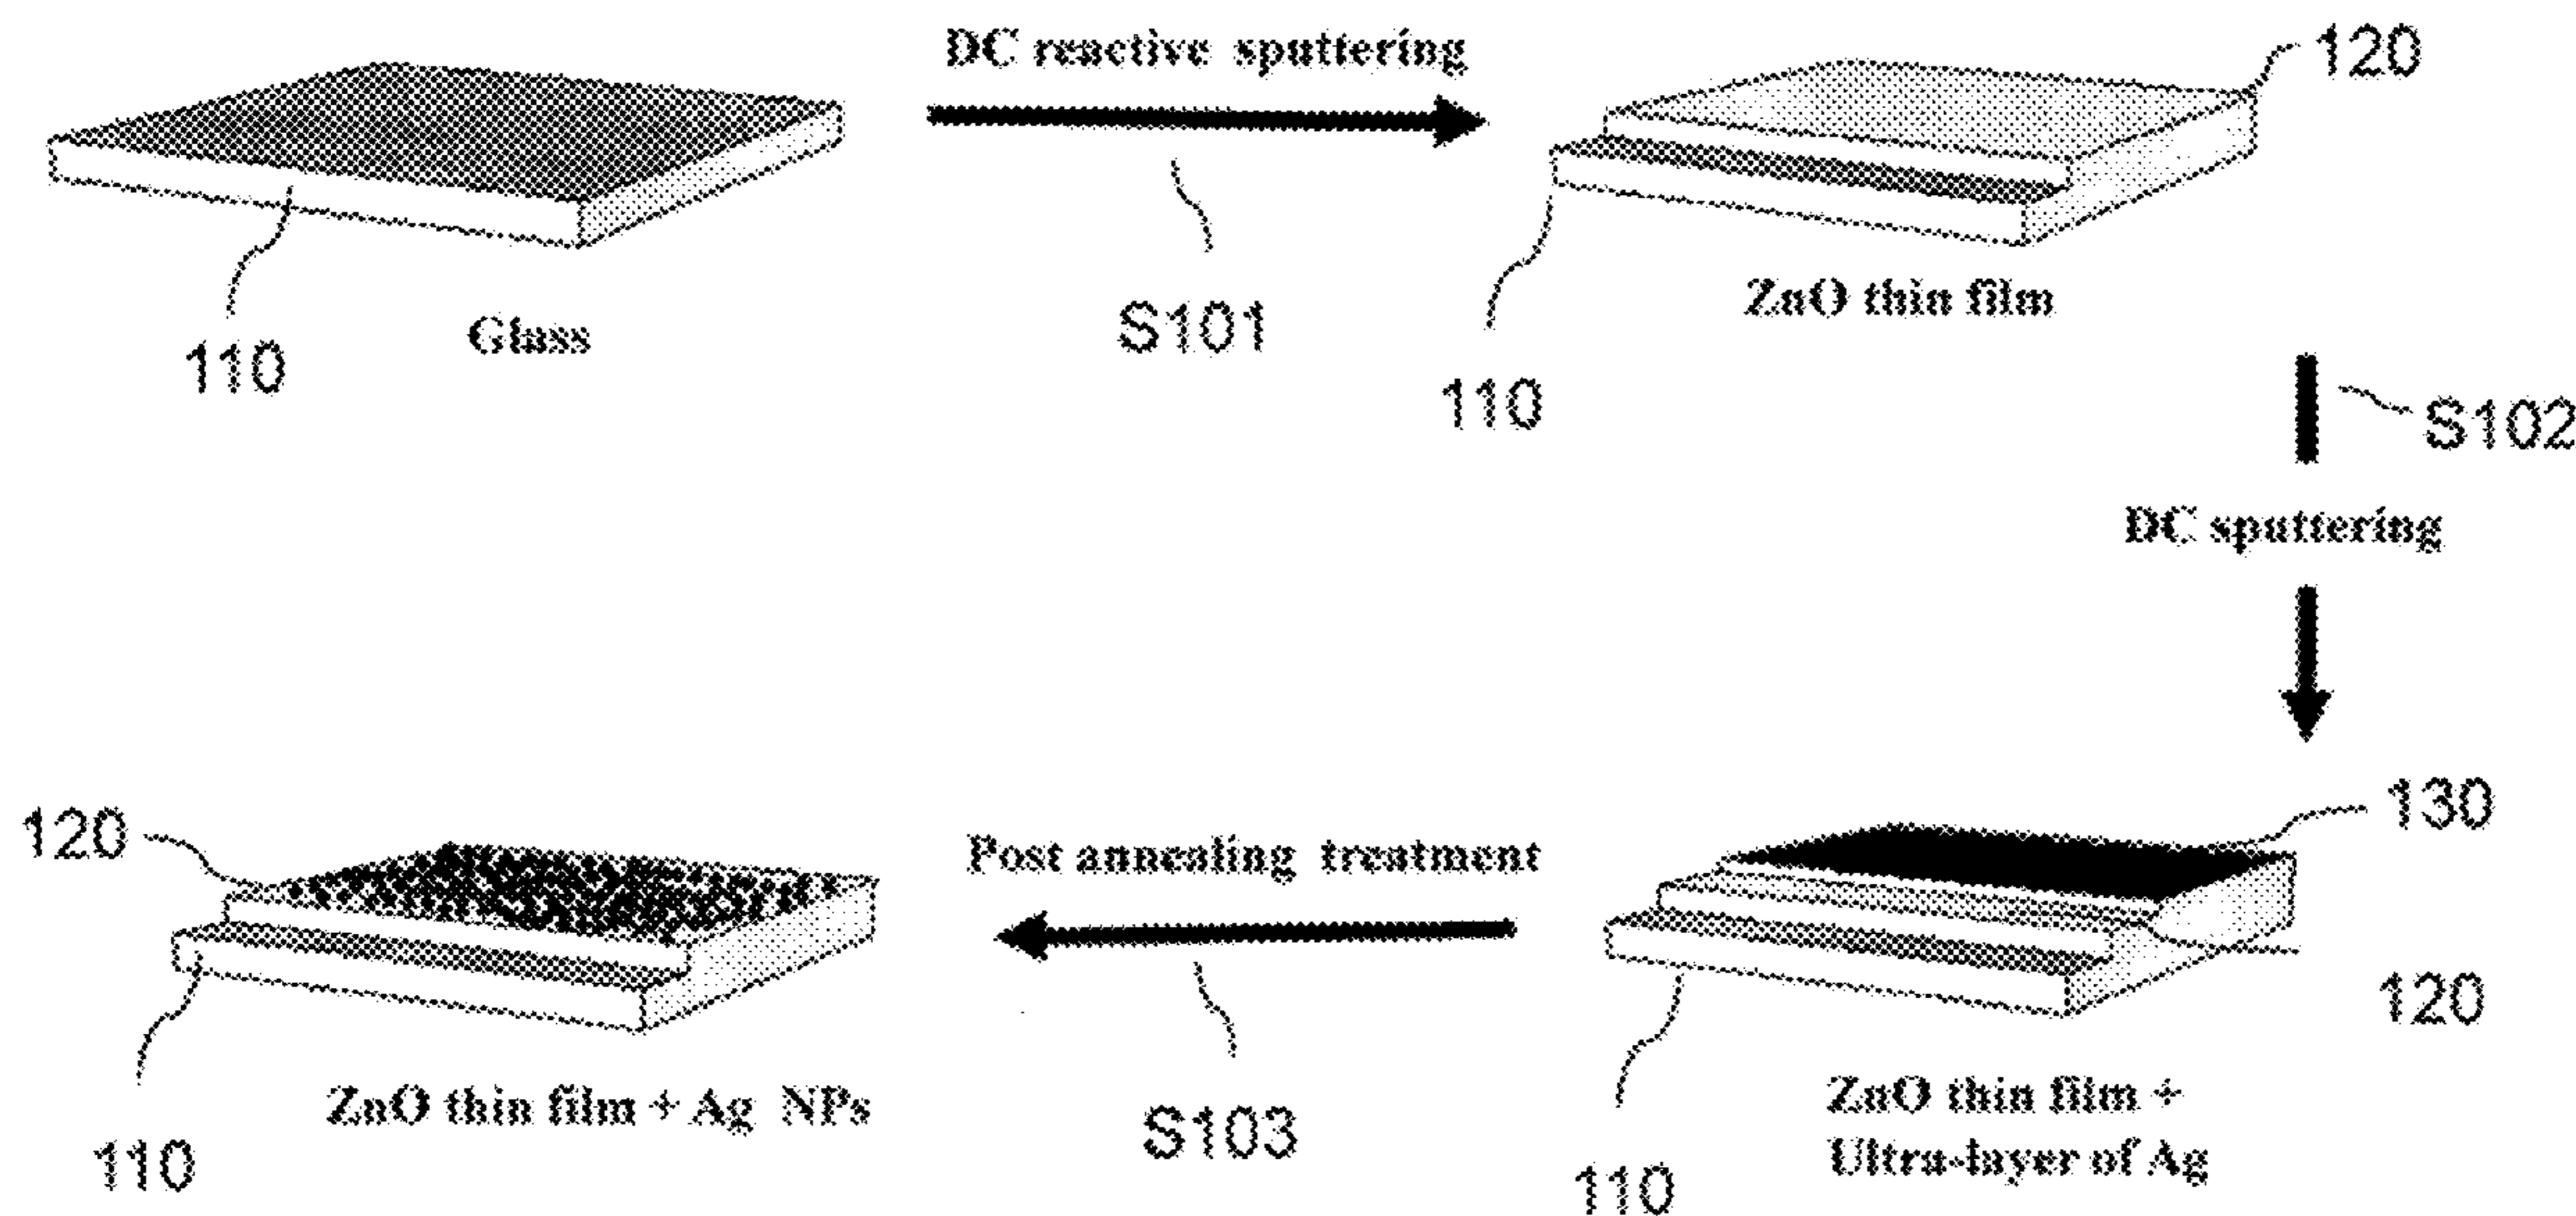 DC reactive sputtering
120
110
Glass
S101
ZnO thin film
110
S102
DC sputtering
120
Post annealing treatment
130
120
110
ZnO thin film + Ag NPs
S103
ZnO thin film +
Ultra-layer of Ag
110